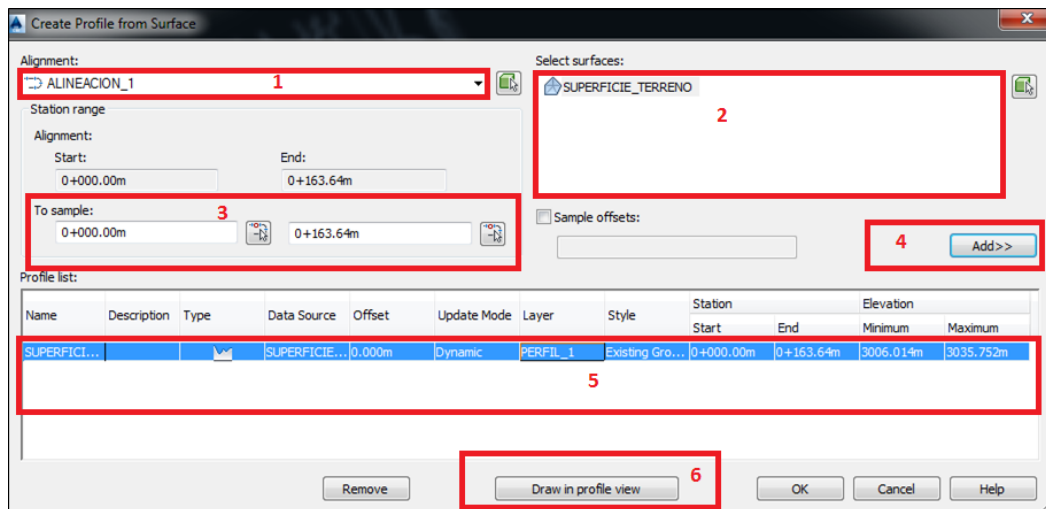 Create Profile from Surface
X
Alignment:
Select surfaces:
ALINEACION_1
1
SUPERFICIE_TERRENO
2
Station range
Alignment:
Start:
End:
0+000.00m
0+163.64m
To sample:
3
0+000.00m
0+163.64m
Sample offsets:
4
Add>>
Profile list:
Name Description Type Data Source Offset Update Mode Layer Style Station Elevation
Start End Minimum Maximum
SUPERFICI... SUPERFICIE... 0.000m Dynamic PERFIL_1 Existing Gro... 0+000.00m 0+163.64m 3006.014m 3035.752m
5
6
Remove Draw in profile view OK Cancel Help